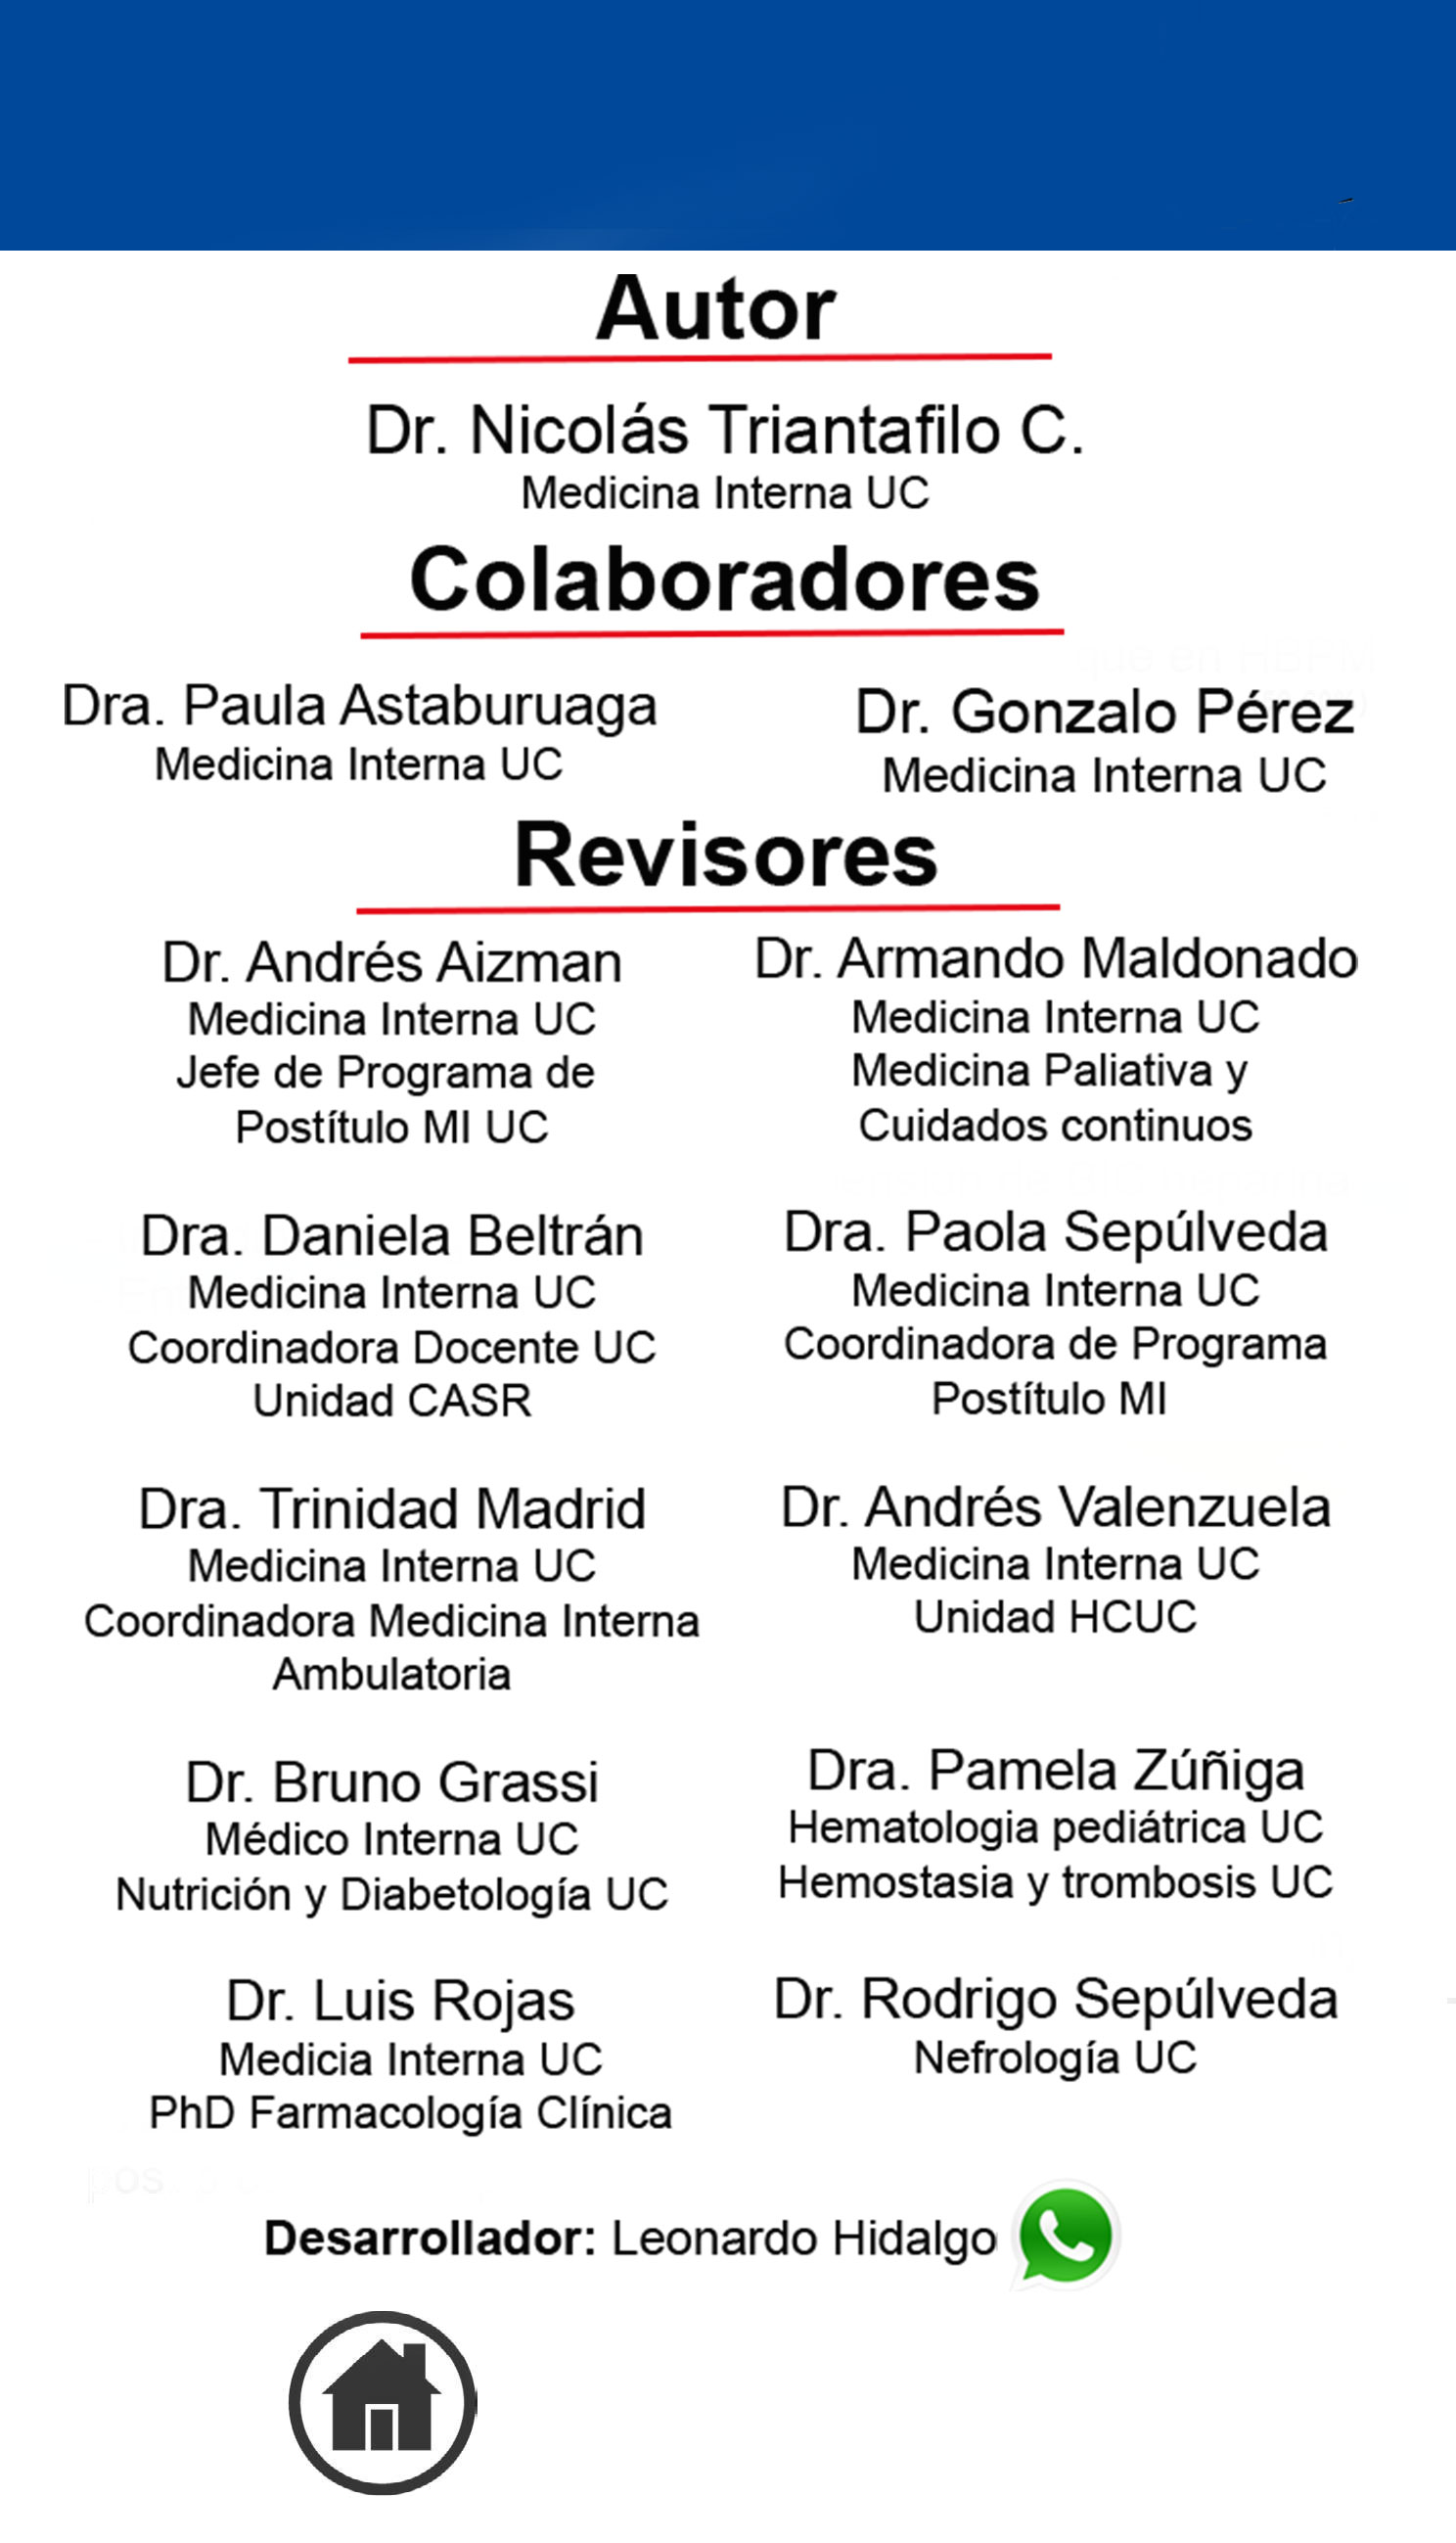 Autor
Dr. Nicolás Triantafilo C.
Medicina Interna UC
Colaboradores
Dra. Paula Astaburuaga
Medicina Interna UC
Dr. Gonzalo Pérez
Medicina Interna UC
Revisores
Dr. Andrés Aizman
Medicina Interna UC
Jefe de Programa de
Postítulo MI UC
Dr. Armando Maldonado
Medicina Interna UC
Medicina Paliativa y
Cuidados continuos
Dra. Daniela Beltrán
Medicina Interna UC
Coordinadora Docente UC
Unidad CASR
Dra. Paola Sepúlveda
Medicina Interna UC
Coordinadora de Programa
Postítulo MI
Dra. Trinidad Madrid
Medicina Interna UC
Coordinadora Medicina Interna
Ambulatoria
Dr. Andrés Valenzuela
Medicina Interna UC
Unidad HCUC
Dr. Bruno Grassi
Médico Interna UC
Nutrición y Diabetología UC
Dra. Pamela Zúñiga
Hematologia pediátrica UC
Hemostasia y trombosis UC
Dr. Luis Rojas
Medicia Interna UC
PhD Farmacología Clínica
Dr. Rodrigo Sepúlveda
Nefrología UC
Desarrollador: Leonardo Hidalgo